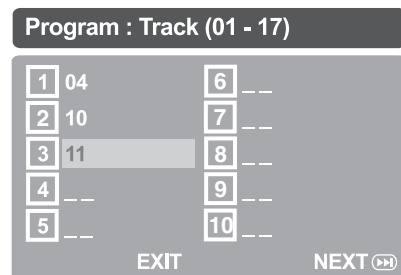 Program : Track (01 - 17)
1 04
2 10
3 11
4 _ _
5 _ _
6 _ _
7 _ _
8 _ _
9 _ _
10 _ _
EXIT
NEXT